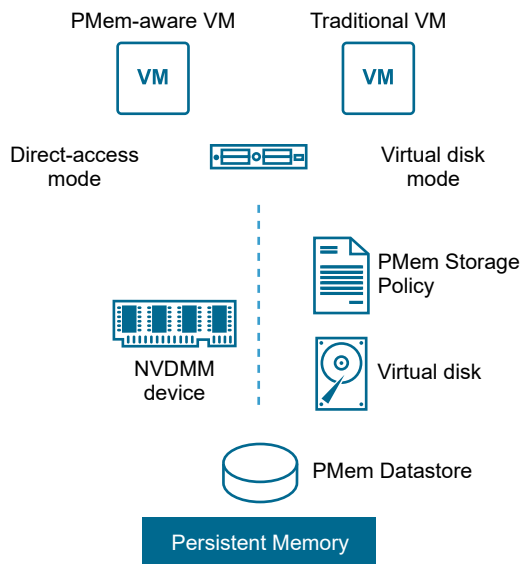 PMem-aware VM
Traditional VM
VM
VM
Direct-access
mode
Virtual disk
mode
PMem Storage
Policy
NVDMM
device
Virtual disk
PMem Datastore
Persistent Memory